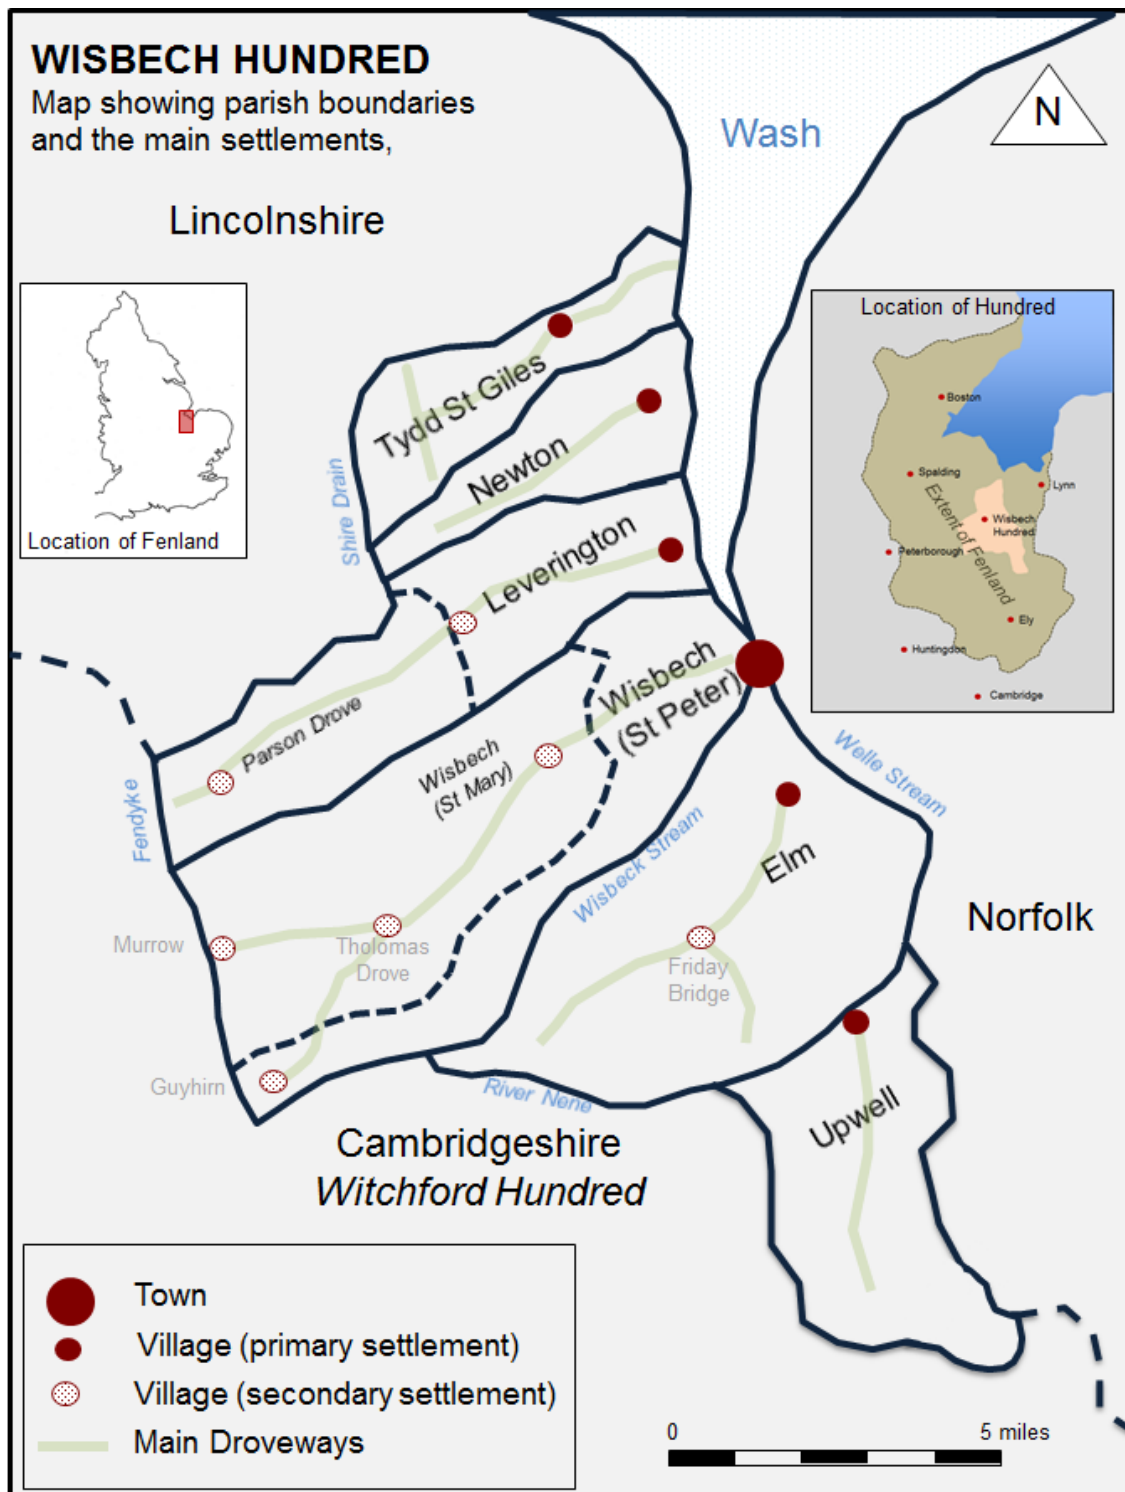 WISBECH HUNDRED
Map showing parish boundaries
and the main settlements,
N
Wash
Lincolnshire
Location of Fenland
Location of Hundred
Boston
Spalding
Lynn
Wisbech
Hundred
Extent of Fenland
Peterborough
Ely
Huntingdon
Cambridge
Tydd St Giles
Newton
Shire Drain
Leverington
Wisbech
(St Peter)
Parson Drove
Wisbech
(St Mary)
Welle Stream
Fendyke
Wisbeck Stream
Elm
Norfolk
Murrow
Tholomas
Drove
Friday
Bridge
Guyhirn
River Nene
Upwell
Cambridgeshire
Witchford Hundred
Town
Village (primary settlement)
Village (secondary settlement)
Main Droveways
0 5 miles